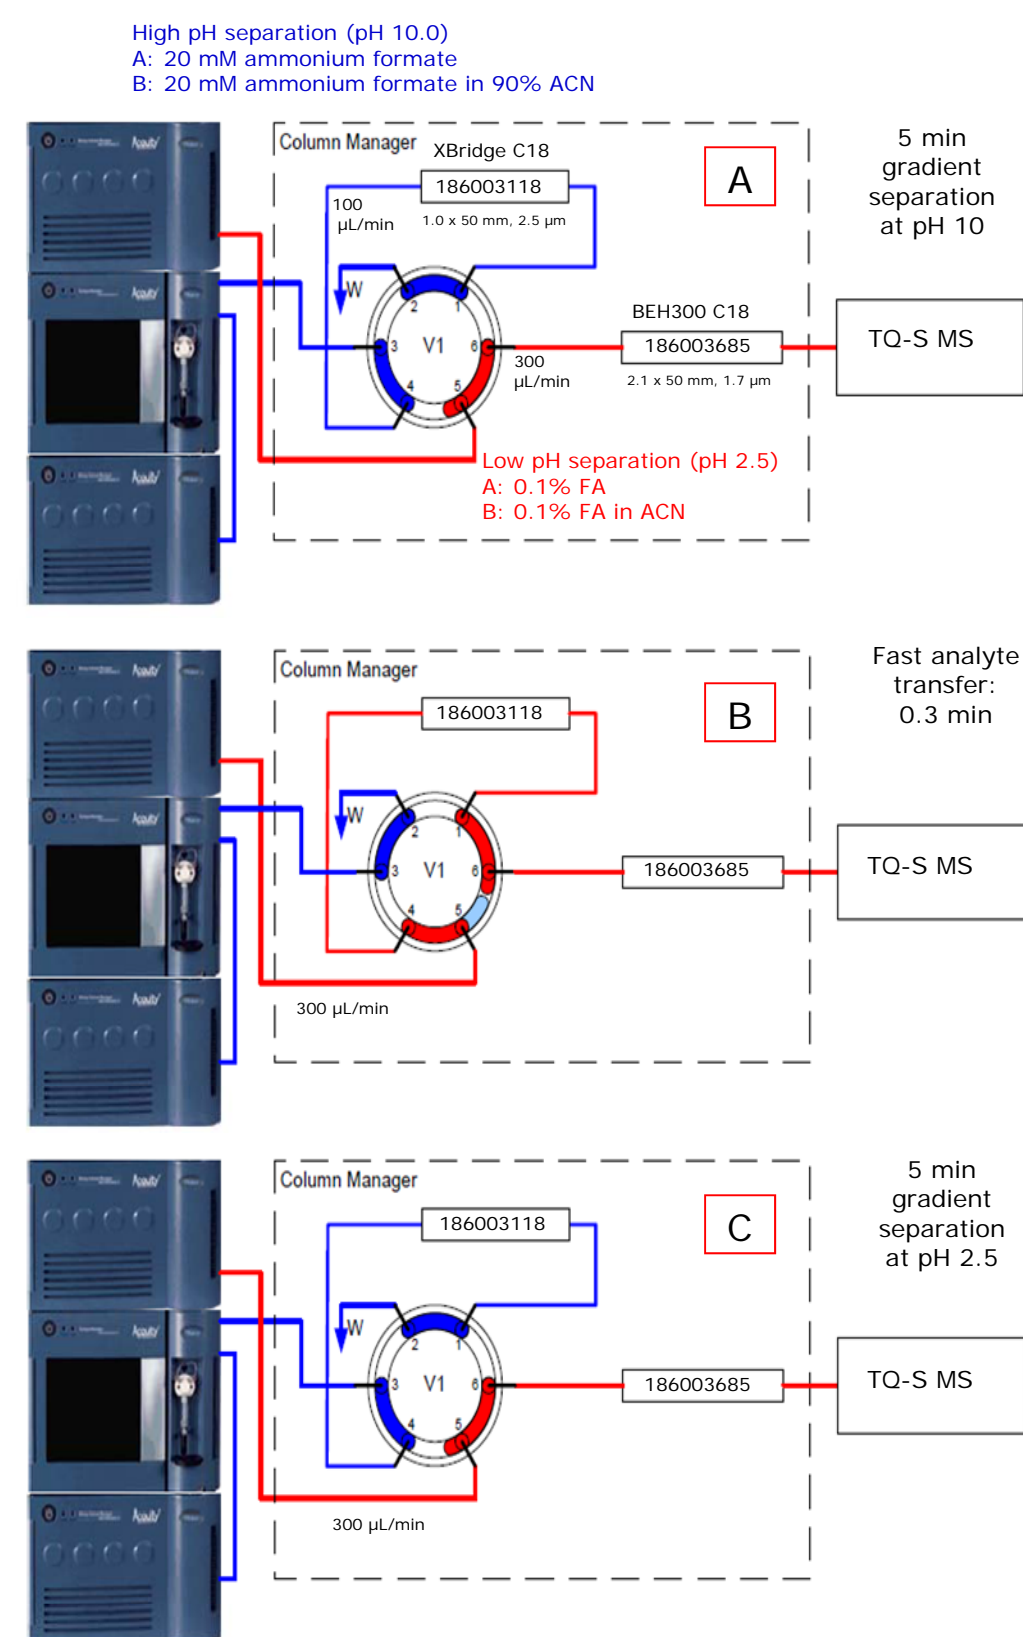 High pH separation (pH 10.0)
A: 20 mM ammonium formate
B: 20 mM ammonium formate in 90% ACN
Column Manager
XBridge C18
186003118
1.0 x 50 mm, 2.5 µm
100
µL/min
A
5 min
gradient
separation
at pH 10
W
2
1
3
V1
6
4
5
300
µL/min
BEH300 C18
186003685
2.1 x 50 mm, 1.7 µm
TQ-S MS
Low pH separation (pH 2.5)
A: 0.1% FA
B: 0.1% FA in ACN
Column Manager
186003118
B
Fast analyte
transfer:
0.3 min
W
2
1
3
V1
6
4
5
186003685
TQ-S MS
300 µL/min
Column Manager
186003118
C
5 min
gradient
separation
at pH 2.5
W
2
1
3
V1
6
4
5
186003685
TQ-S MS
300 µL/min